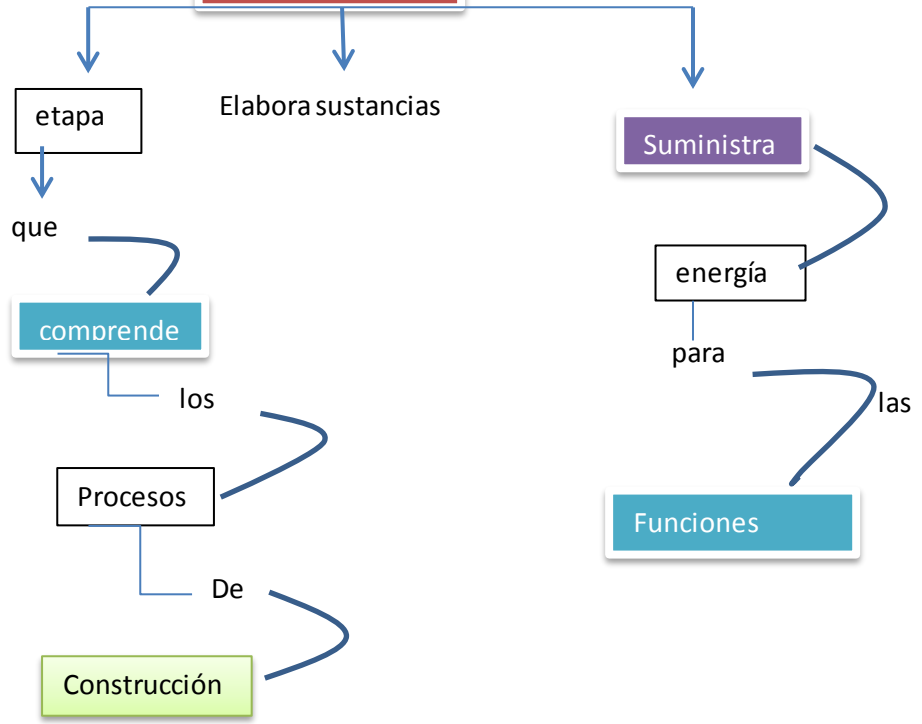 etapa
Elabora sustancias
Suministra
que
energía
comprende
para
los
las
Procesos
Funciones
De
Construcción